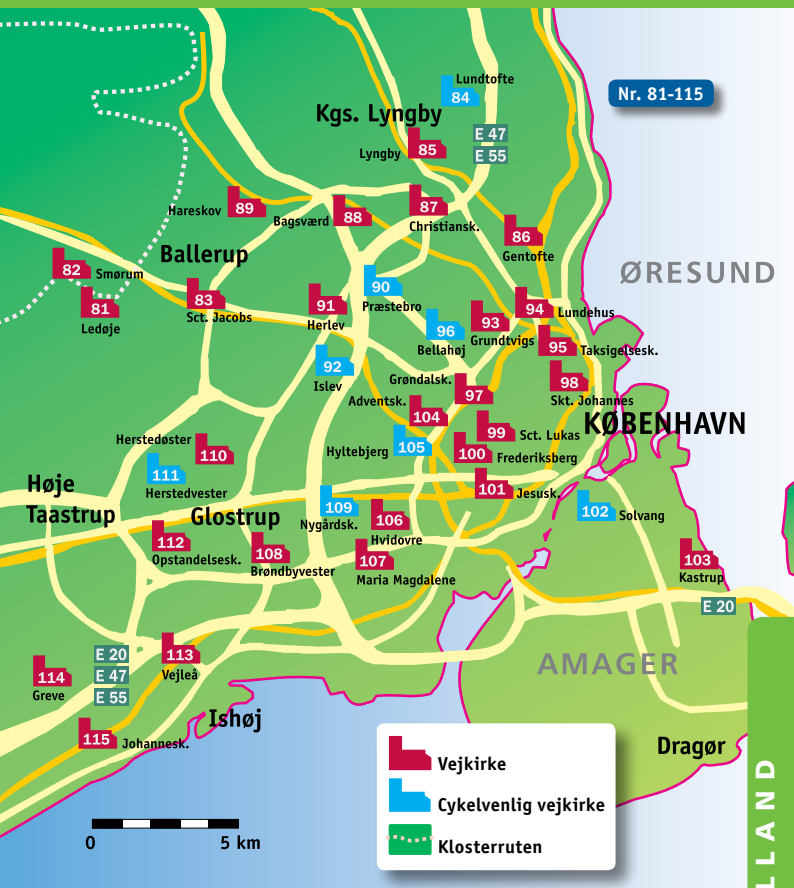 Lundtofte
84
Nr. 81-115
Kgs. Lyngby
E 47
85
Lyngby
E 55
89
Hareskov
87
88
Bagsværd
Christiansk.
86
Gentofte
Ballerup
82
Smørum
ØRESUND
81
Ledøje
83
Sct. Jacobs
90
Præstebro
91
Herlev
94
Lundehus
93
Grundtvigs
96
Bellahøj
95
Taksigelsesk.
92
Islev
Grøndalsk.
97
98
Skt. Johannes
Adventsk.
104
KØBENHAVN
99
Sct. Lukas
Herstedøster
110
Hyltebjerg
105
100
Frederiksberg
111
Herstedvester
Høje
Taastrup
101
Jesusk.
Glostrup
109
Nygårdsk.
106
Hvidovre
102
Solvang
112
Opstandelsesk.
108
Brøndbyvester
107
Maria Magdalene
103
Kastrup
E 20
E 20
E 47
E 55
113
Vejleå
114
Greve
AMAGER
115
Johannesk.
Ishøj
Dragør
Vejkirke
Cykelvenlig vejkirke
Klosterruten
0
5 km
LLAND